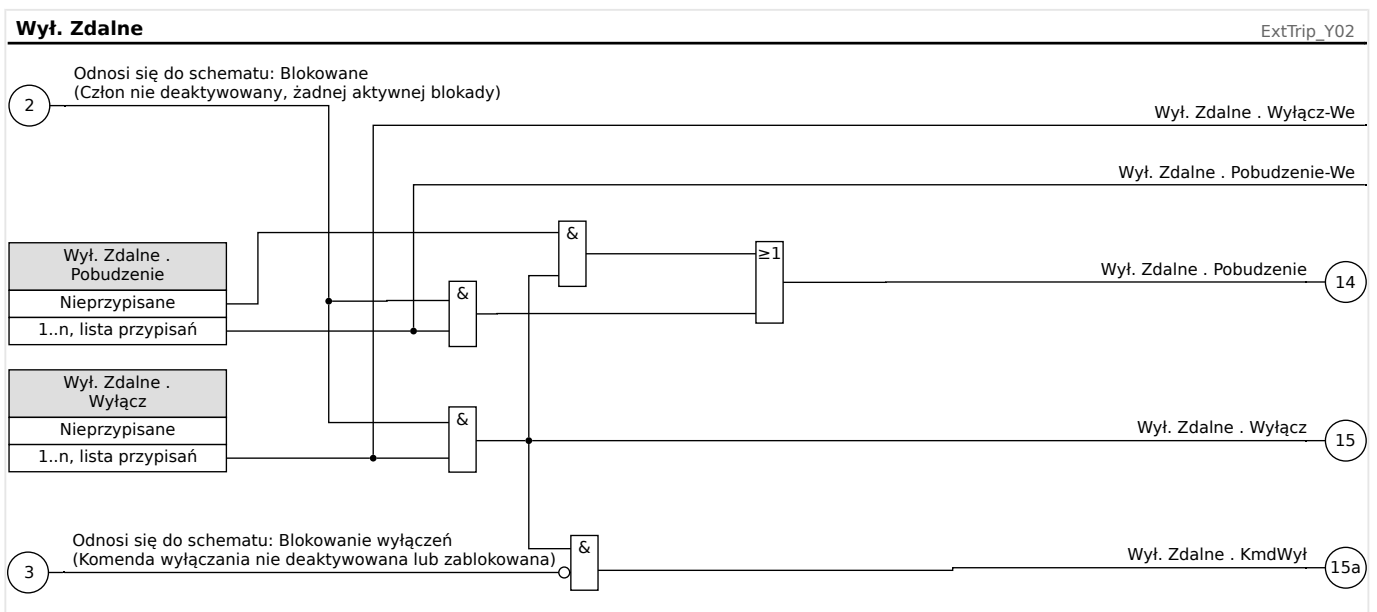 Wył. Zdalne
ExtTrip_Y02
Odnosi się do schematu: Blokowane
(Człon nie deaktywowany, żadnej aktywnej blokady)
2
Wył. Zdalne . Wyłącz-We
Wył. Zdalne . Pobudzenie-We
&
Wył. Zdalne .
Pobudzenie
≥1
Wył. Zdalne . Pobudzenie
14
Nieprzypisane
&
1..n, lista przypisań
Wył. Zdalne .
Wyłącz
Nieprzypisane
&
Wył. Zdalne . Wyłącz
15
1..n, lista przypisań
Odnosi się do schematu: Blokowanie wyłączeń
(Komenda wyłączania nie deaktywowana lub zablokowana)
3
&
Wył. Zdalne . KmdWył
15a